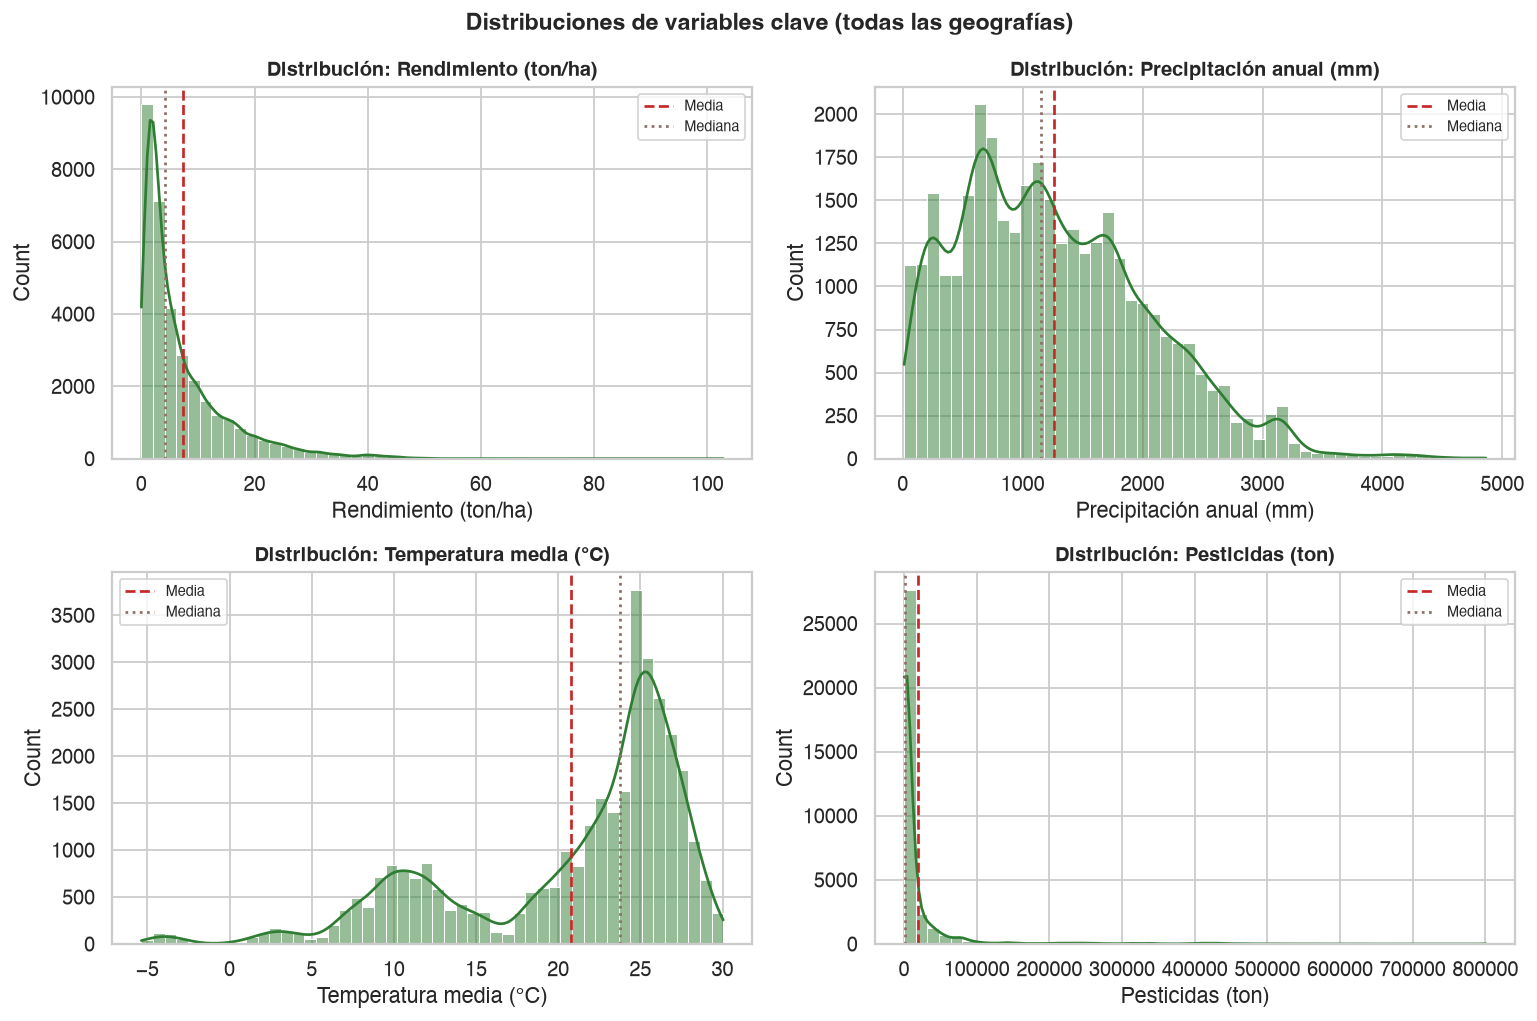 Distribuciones de variables clave (todas las geografías)
Distribución: Rendimiento (ton/ha)
10000
8000
6000
4000
2000
0
Count
Media
Mediana
0 20 40 60 80 100
Rendimiento (ton/ha)
Distribución: Precipitación anual (mm)
2000
1750
1500
1250
1000
750
500
250
0
Count
Media
Mediana
0 1000 2000 3000 4000 5000
Precipitación anual (mm)
Distribución: Temperatura media (°C)
3500
3000
2500
2000
1500
1000
500
0
Count
Media
Mediana
−5 0 5 10 15 20 25 30
Temperatura media (°C)
Distribución: Pesticidas (ton)
25000
20000
15000
10000
5000
0
Count
Media
Mediana
0 100000 200000 300000 400000 500000 600000 700000 800000
Pesticidas (ton)